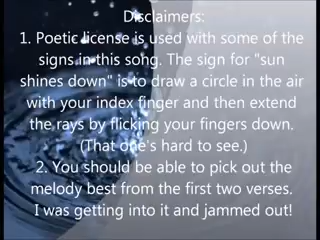 Disclaimers:
1. Poetic license is used with some of the
signs in this song. The sign for "sun
shines down" is to draw a circle in the air
with your index finger and then extend
the rays by flicking your fingers down.
(That one's hard to see.)
2. You should be able to pick out the
melody best from the first two verses.
I was getting into it and jammed out!